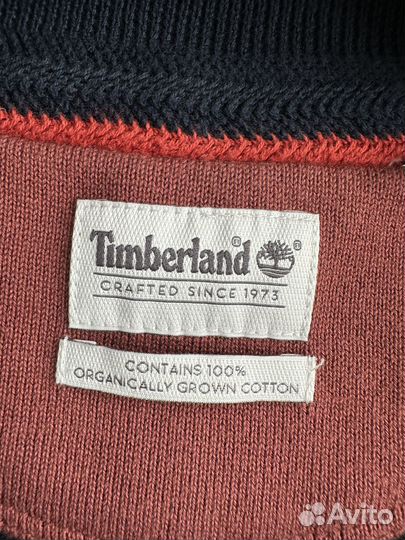 Timberland®®
CRAFTED SINCE 1973
CONTAINS 100%
ORGANICALLY GROWN COTTON
Avito